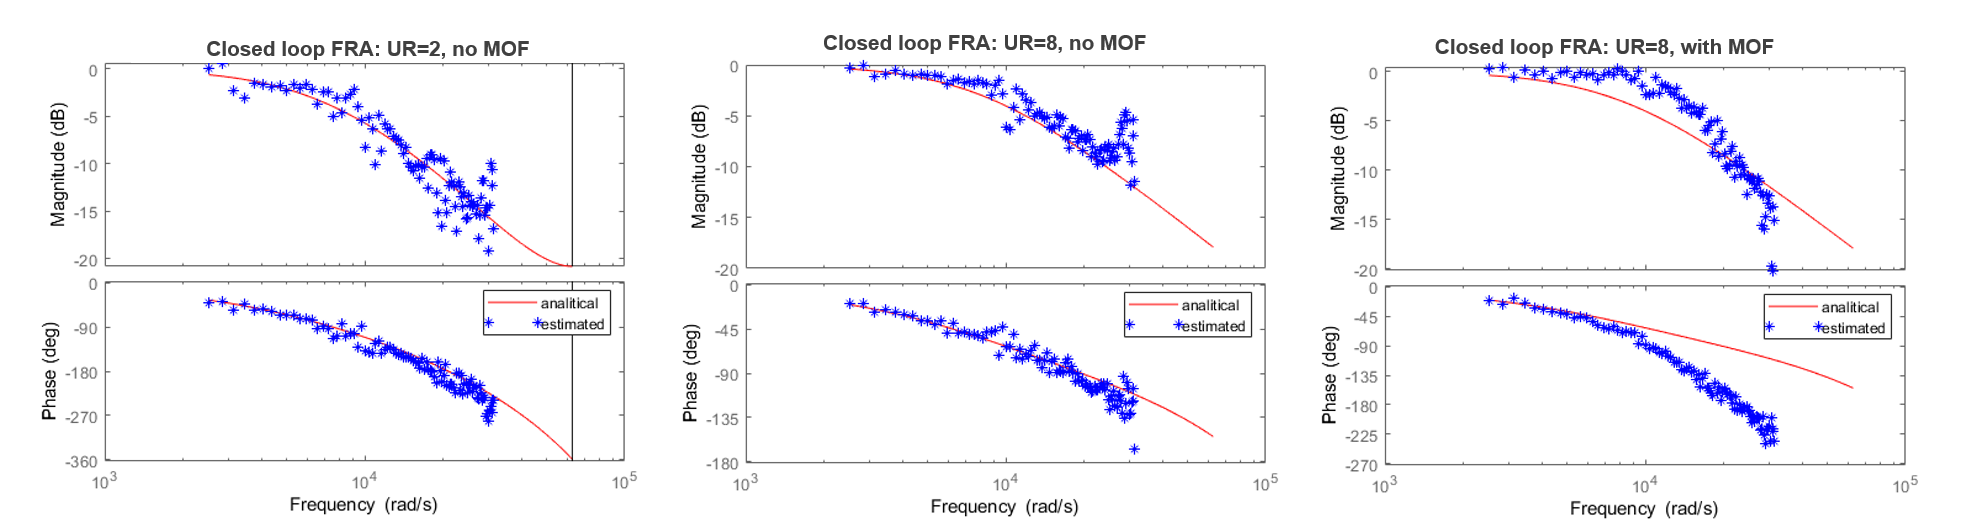 Closed loop FRA: UR=2, no MOF
0
-5
-10
-15
-20
Magnitude (dB)
0
-90
-180
-270
-360
Phase (deg)
analitical
estimated
10^3
10^4
10^5
Frequency (rad/s)
Closed loop FRA: UR=8, no MOF
0
-5
-10
-15
-20
Magnitude (dB)
0
-45
-90
-135
-180
Phase (deg)
analitical
estimated
10^3
10^4
10^5
Frequency (rad/s)
Closed loop FRA: UR=8, with MOF
0
-5
-10
-15
-20
Magnitude (dB)
0
-45
-90
-135
-180
-225
-270
Phase (deg)
analitical
estimated
10^3
10^4
10^5
Frequency (rad/s)